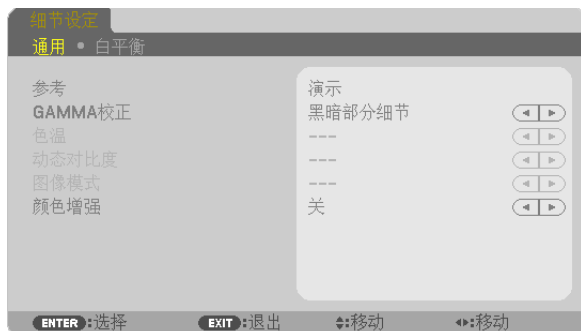 细节设定
通用 • 白平衡
参考 演示
GAMMA校正 黑暗部分细节
色温 ---
动态对比度 ---
图像模式 ---
颜色增强 关
ENTER :选择 EXIT :退出 :移动 :移动